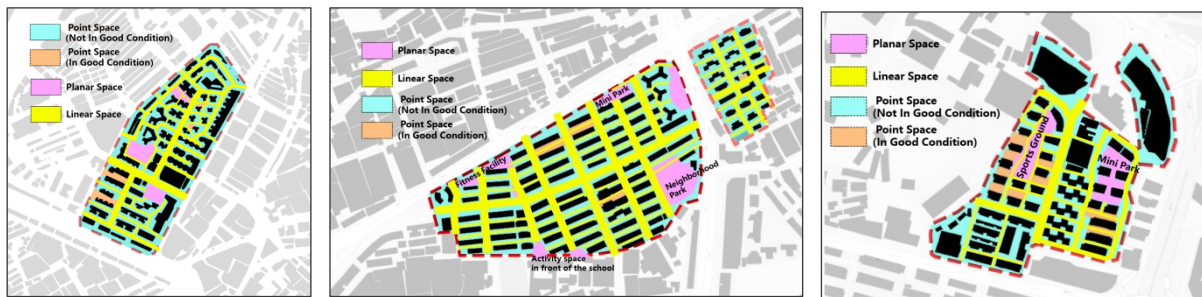 Point Space
(Not In Good Condition)
Point Space
(In Good Condition)
Planar Space
Linear Space
Planar Space
Linear Space
Point Space
(Not In Good Condition)
Point Space
(In Good Condition)
Mini Park
Fitness Facility
Neighborhood
Park
Activity space
in front of the school
Planar Space
Linear Space
Point Space
(Not In Good Condition)
Point Space
(In Good Condition)
Sports Ground
Mini Park